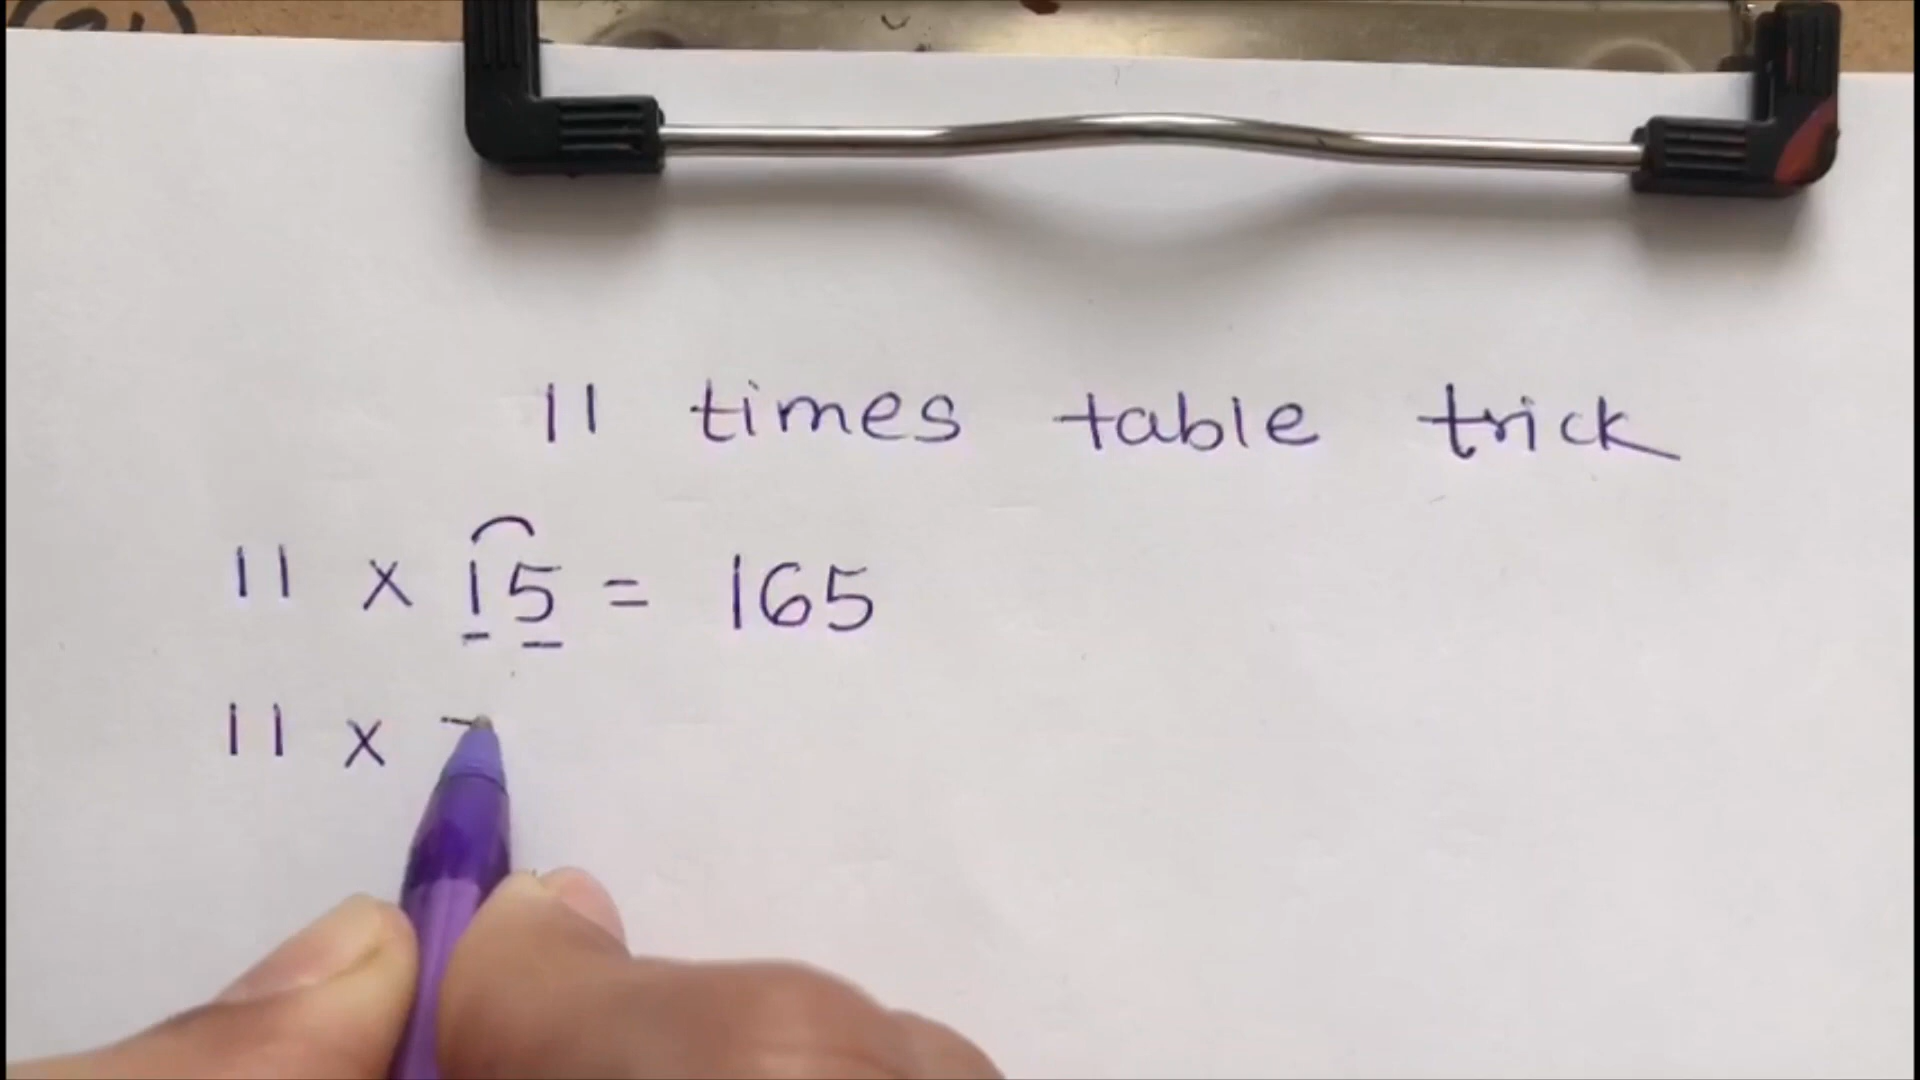 11 times table trick
11 x 15 = 165
11 x